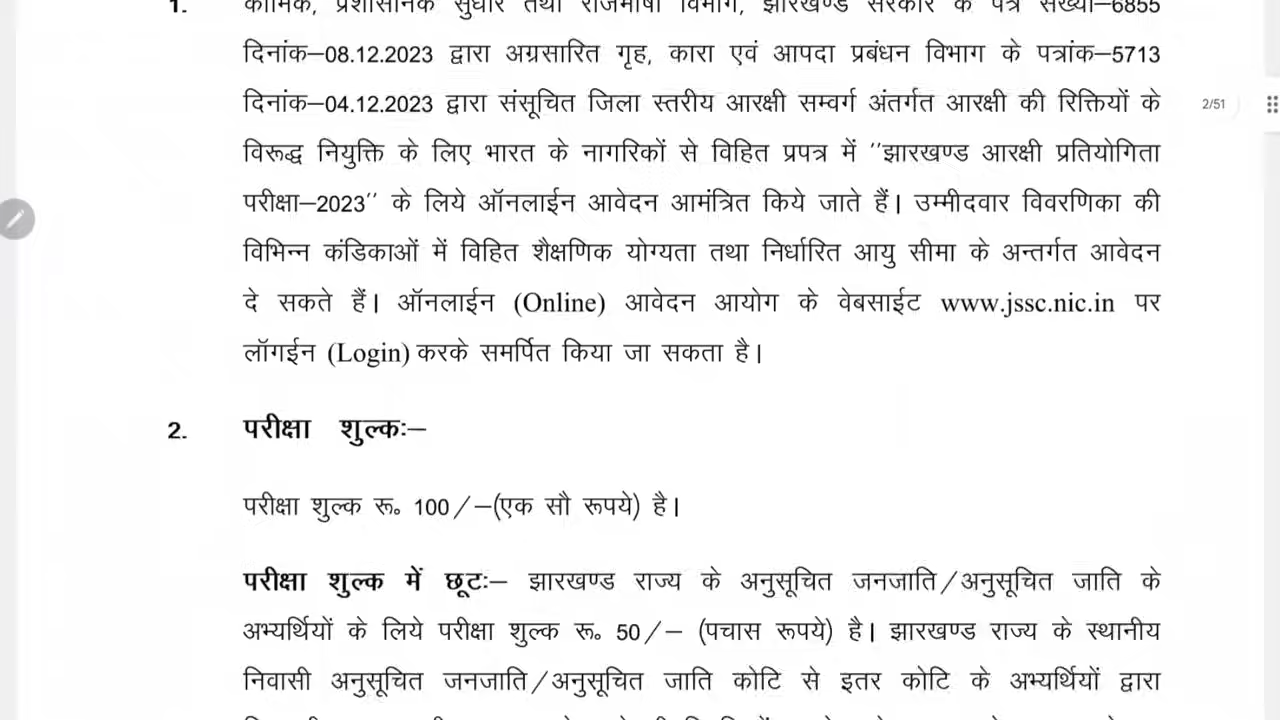 1. कार्मिक, प्रशासनिक सुधार तथा राजभाषा विभाग, झारखण्ड सरकार के पत्र संख्या–6855
दिनांक–08.12.2023 द्वारा अग्रसारित गृह, कारा एवं आपदा प्रबंधन विभाग के पत्रांक–5713
दिनांक–04.12.2023 द्वारा संसूचित जिला स्तरीय आरक्षी सम्वर्ग अंतर्गत आरक्षी की रिक्तियों के
2/51
विरूद्ध नियुक्ति के लिए भारत के नागरिकों से विहित प्रपत्र में ''झारखण्ड आरक्षी प्रतियोगिता
परीक्षा–2023'' के लिये ऑनलाईन आवेदन आमंत्रित किये जाते हैं। उम्मीदवार विवरणिका की
विभिन्न कंडिकाओं में विहित शैक्षणिक योग्यता तथा निर्धारित आयु सीमा के अन्तर्गत आवेदन
दे सकते हैं। ऑनलाईन (Online) आवेदन आयोग के वेबसाईट www.jssc.nic.in पर
लॉगईन (Login) करके समर्पित किया जा सकता है।
2. परीक्षा शुल्कः–
परीक्षा शुल्क रू० 100/–(एक सौ रूपये) है।
परीक्षा शुल्क में छूटः– झारखण्ड राज्य के अनुसूचित जनजाति/अनुसूचित जाति के
अभ्यर्थियों के लिये परीक्षा शुल्क रू० 50/– (पचास रूपये) है। झारखण्ड राज्य के स्थानीय
निवासी अनुसूचित जनजाति/अनुसूचित जाति कोटि से इतर कोटि के अभ्यर्थियों द्वारा